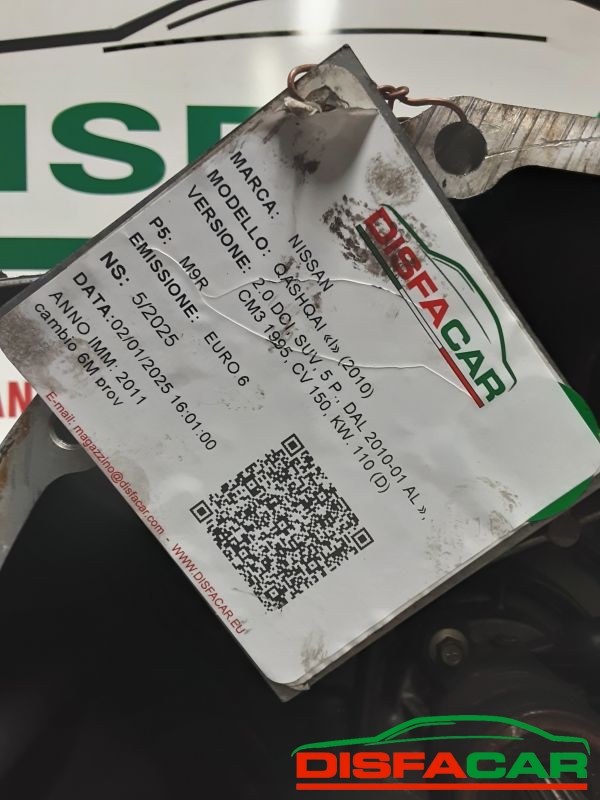 DISFACAR
MARCA: NISSAN
MODELLO: QASHQAI «I» (2010)
VERSIONE: 2.0 DCI, SUV, 5 P., DAL 2010-01 AL »,
CM3 1995, CV 150, KW. 110 (D)
P5: M9R
EMISSIONE: EURO 6
NS: 5/2025
DATA:02/01/2025 16:01:00
ANNO IMM: 2011
cambio 6M prov
E-mail: magazzino@disfacar.com - WWW.DISFACAR.EU
DISFACAR